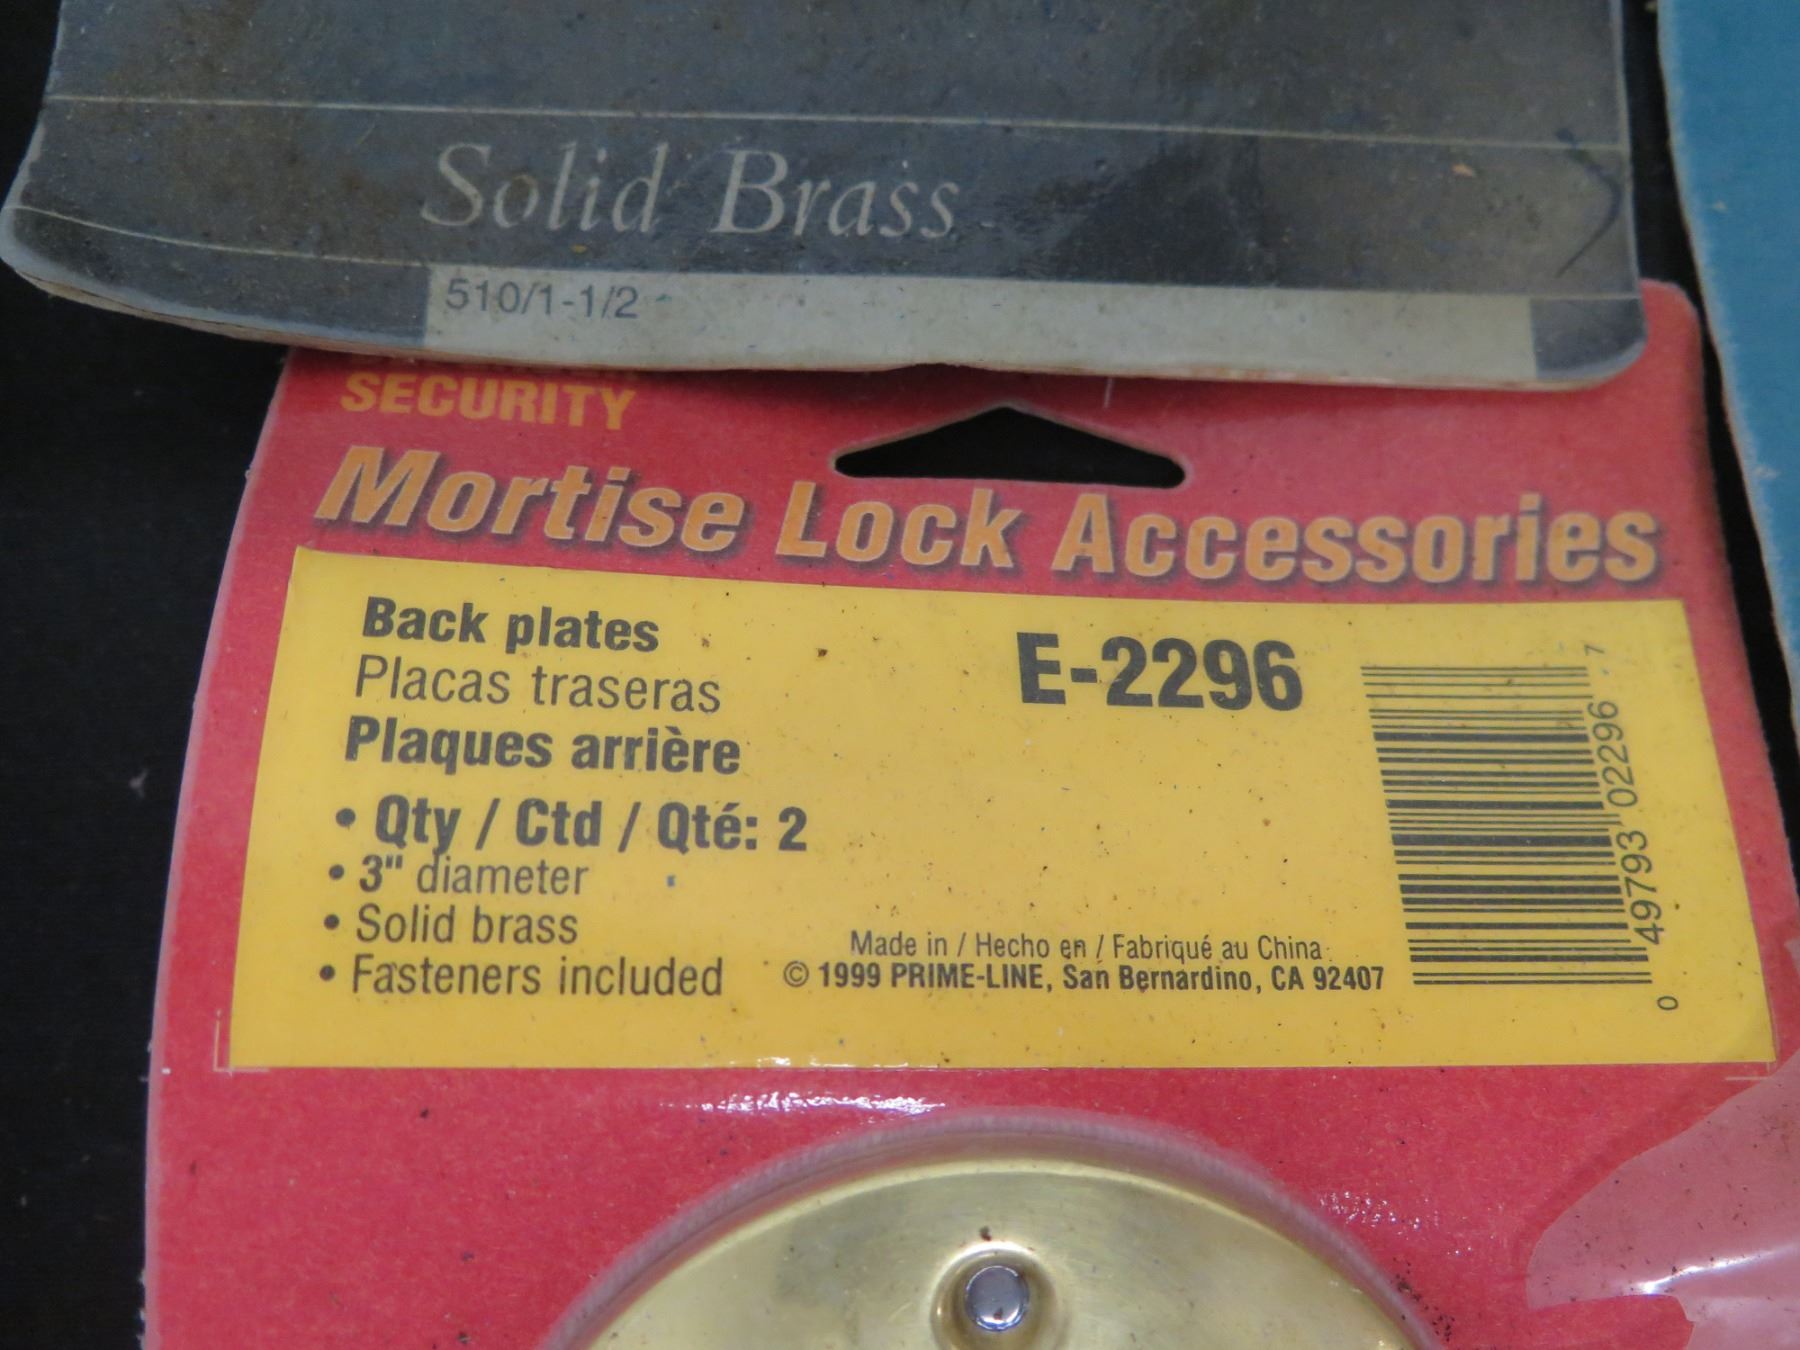 Solid Brass
510/1-1/2
SECURITY
Mortise Lock Accessories
Back plates
Placas traseras
Plaques arrière
• Qty / Ctd / Qté: 2
• 3" diameter
• Solid brass
• Fasteners included
E-2296
Made in / Hecho en / Fabriqué au China
© 1999 PRIME-LINE, San Bernardino, CA 92407
0 49793 02296 7